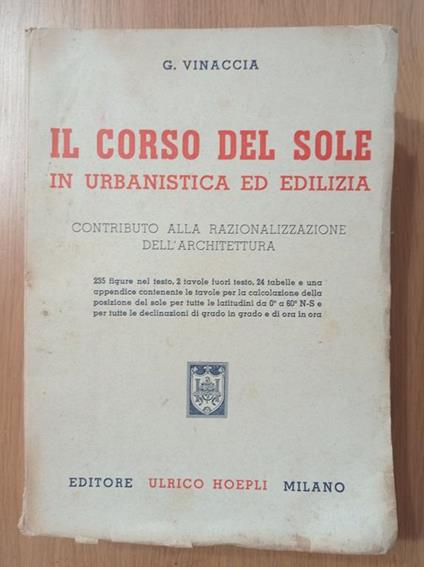 G. VINACCIA
IL CORSO DEL SOLE
IN URBANISTICA ED EDILIZIA
CONTRIBUTO ALLA RAZIONALIZZAZIONE
DELL'ARCHITETTURA
235 figure nel testo, 2 tavole fuori testo, 24 tabelle e una
appendice contenente le tavole per la calcolazione della
posizione del sole per tutte le latitudini da 0° a 60° N-S e
per tutte le declinazioni di grado in grado e di ora in ora
EDITORE ULRICO HOEPLI MILANO